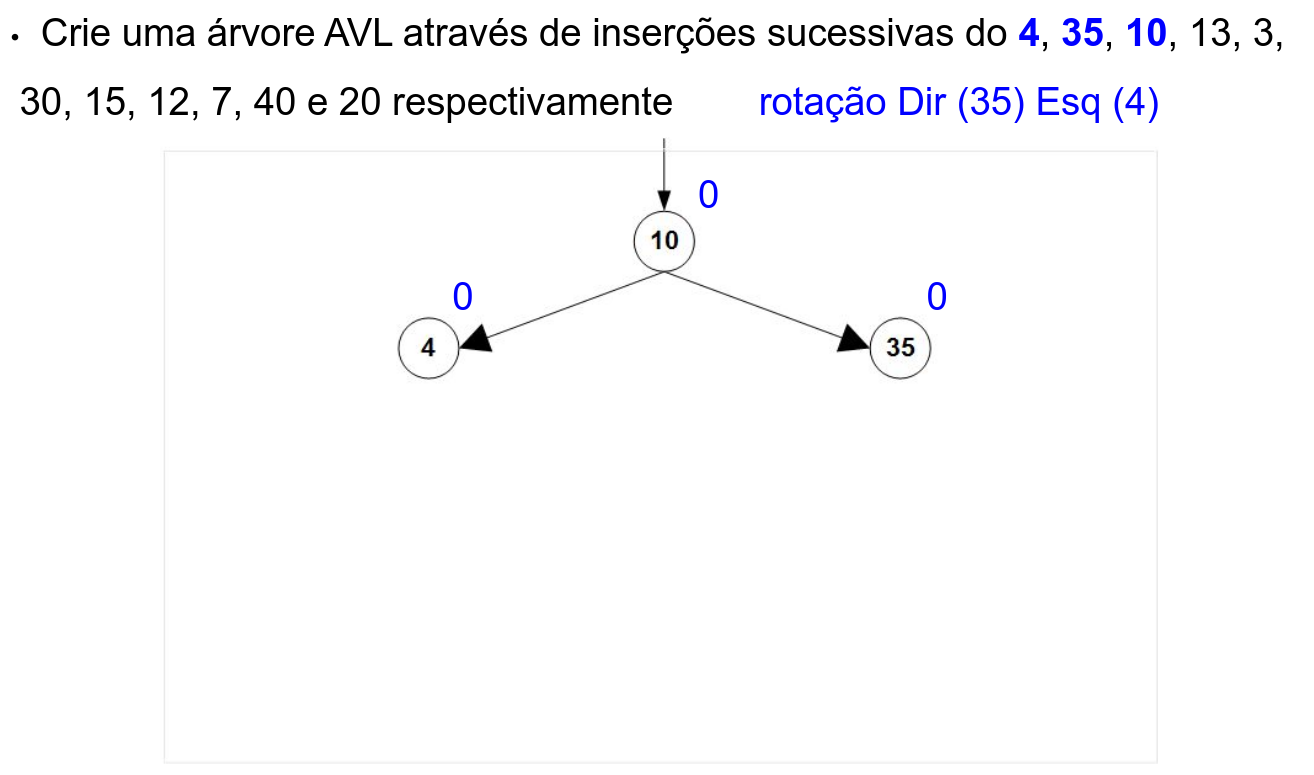 • Crie uma árvore AVL através de inserções sucessivas do 4, 35, 10, 13, 3,
30, 15, 12, 7, 40 e 20 respectivamente rotação Dir (35) Esq (4)
0
10
0 0
4 35